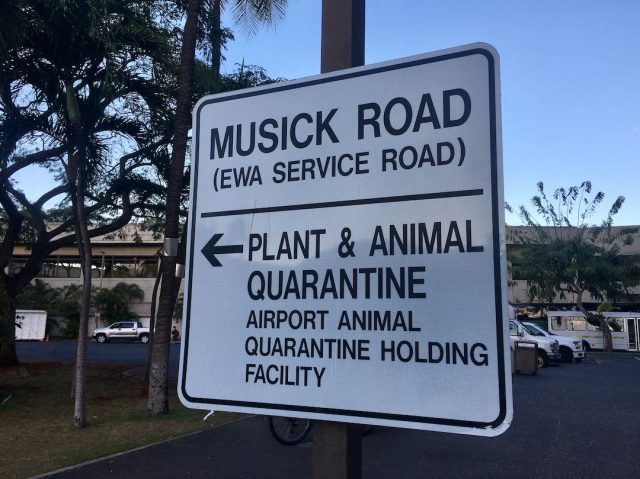 MUSICK ROAD
(EWA SERVICE ROAD)
PLANT & ANIMAL
QUARANTINE
AIRPORT ANIMAL
QUARANTINE HOLDING
FACILITY